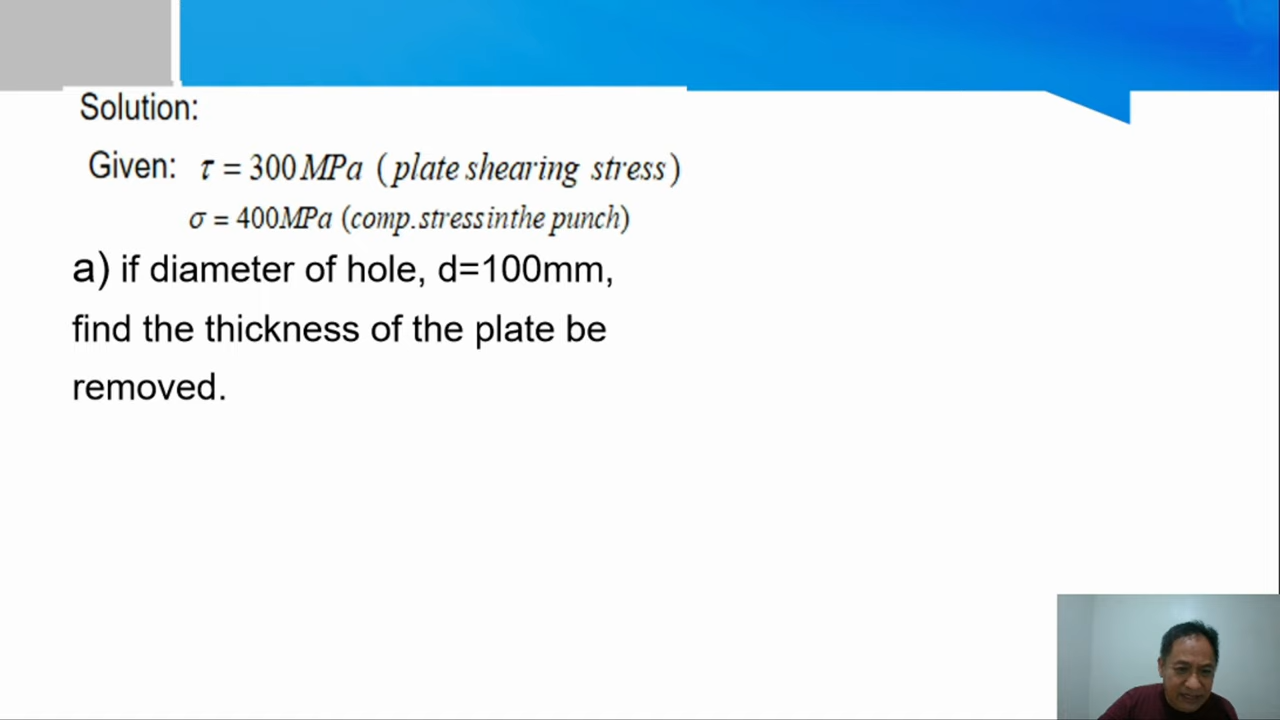 Solution:
Given: τ = 300 MPa (plate shearing stress)
σ = 400MPa (comp.stressinthe punch)
a) if diameter of hole, d=100mm,
find the thickness of the plate be
removed.